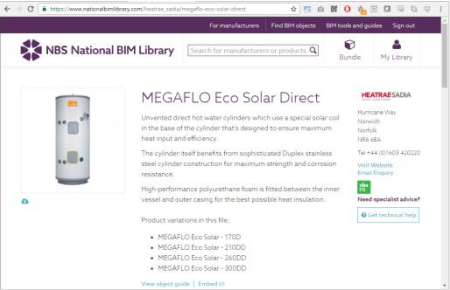 https://www.nationalbimlibrary.com/heatrae_sadia/megaflo-eco-solar-direct
For manufacturers | Find BIM objects BIM tools and guides Sign out
NBS National BIM Library
Search for manufacturers or products
Bundle
My Library
MEGAFLO Eco Solar Direct
Unvented direct hot water cylinders which use a special solar coil
in the base of the cylinder that's designed to ensure maximum
heat input and efficiency.
The cylinder itself benefits from sophisticated Duplex stainless
steel cylinder construction for maximum strength and corrosion
resistance.
High-performance polyurethane foam is fitted between the inner
vessel and outer casing for the best possible heat insulation.
Product variations in this file:
• MEGAFLO Eco Solar - 170D
• MEGAFLO Eco Solar - 210DD
• MEGAFLO Eco Solar - 260DD
• MEGAFLO Eco Solar - 300DD
View object guide | Embed
HEATRAE SADIA
Hurricane Way
Norwich
Norfolk
NR6 6EA
Tel +44 (0)1603 420220
Visit Website
Email Enquiry
Need specialist advice?
Get technical help